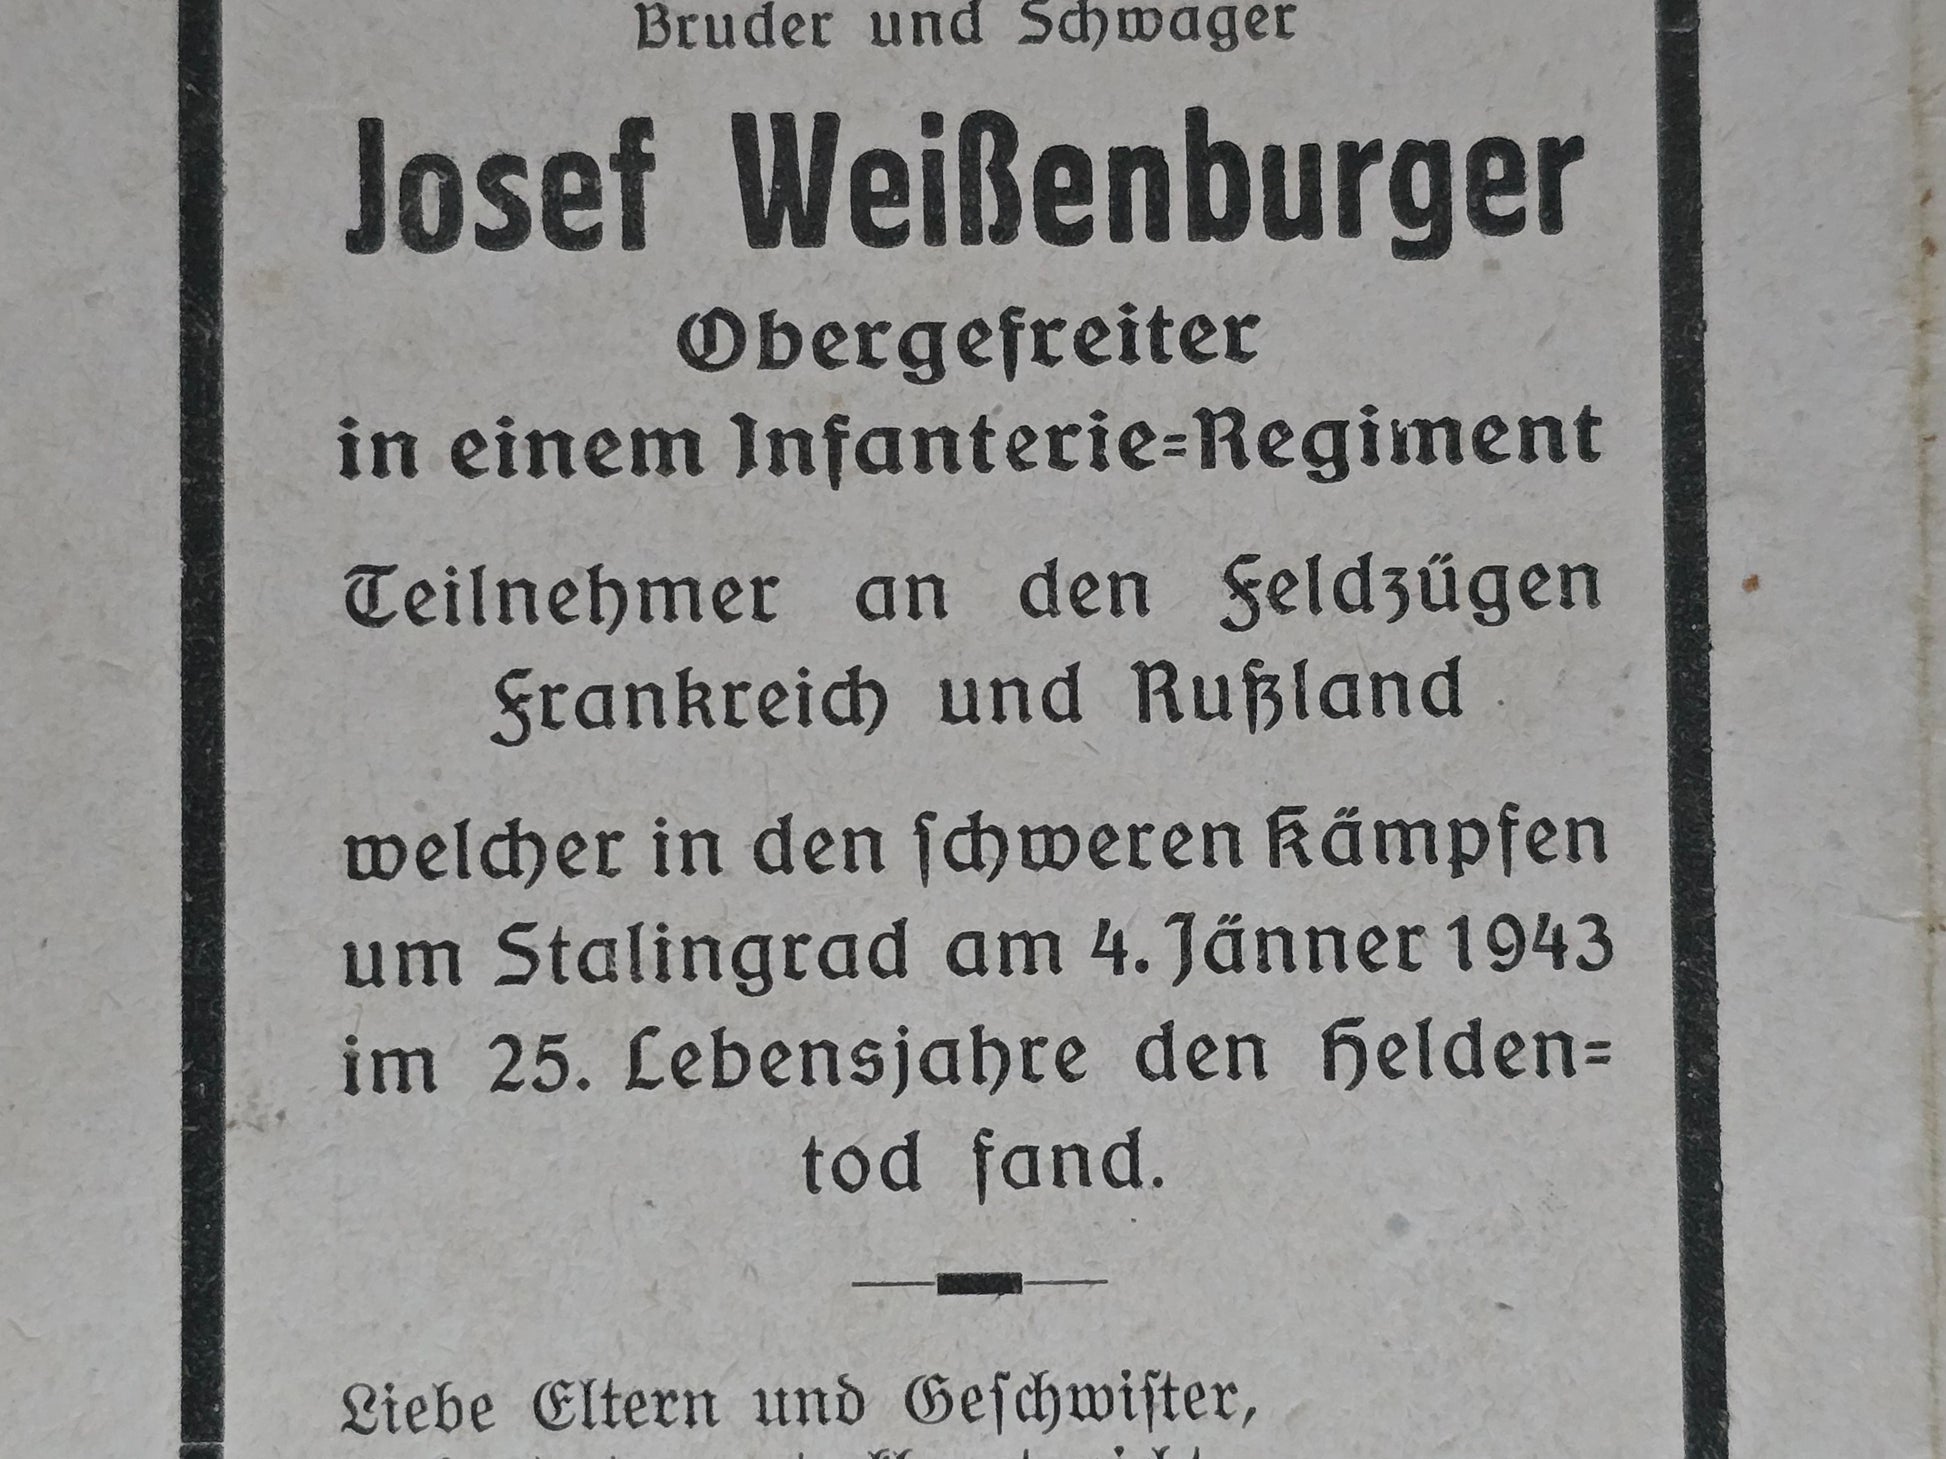 Bruder und Schwager
Josef Weißenburger
Obergefreiter
in einem Infanterie=Regiment
Teilnehmer an den Feldzügen
Frankreich und Rußland
welcher in den schweren Kämpfen
um Stalingrad am 4. Jänner 1943
im 25. Lebensjahre den Helden=
tod fand.
Liebe Eltern und Geschwister,